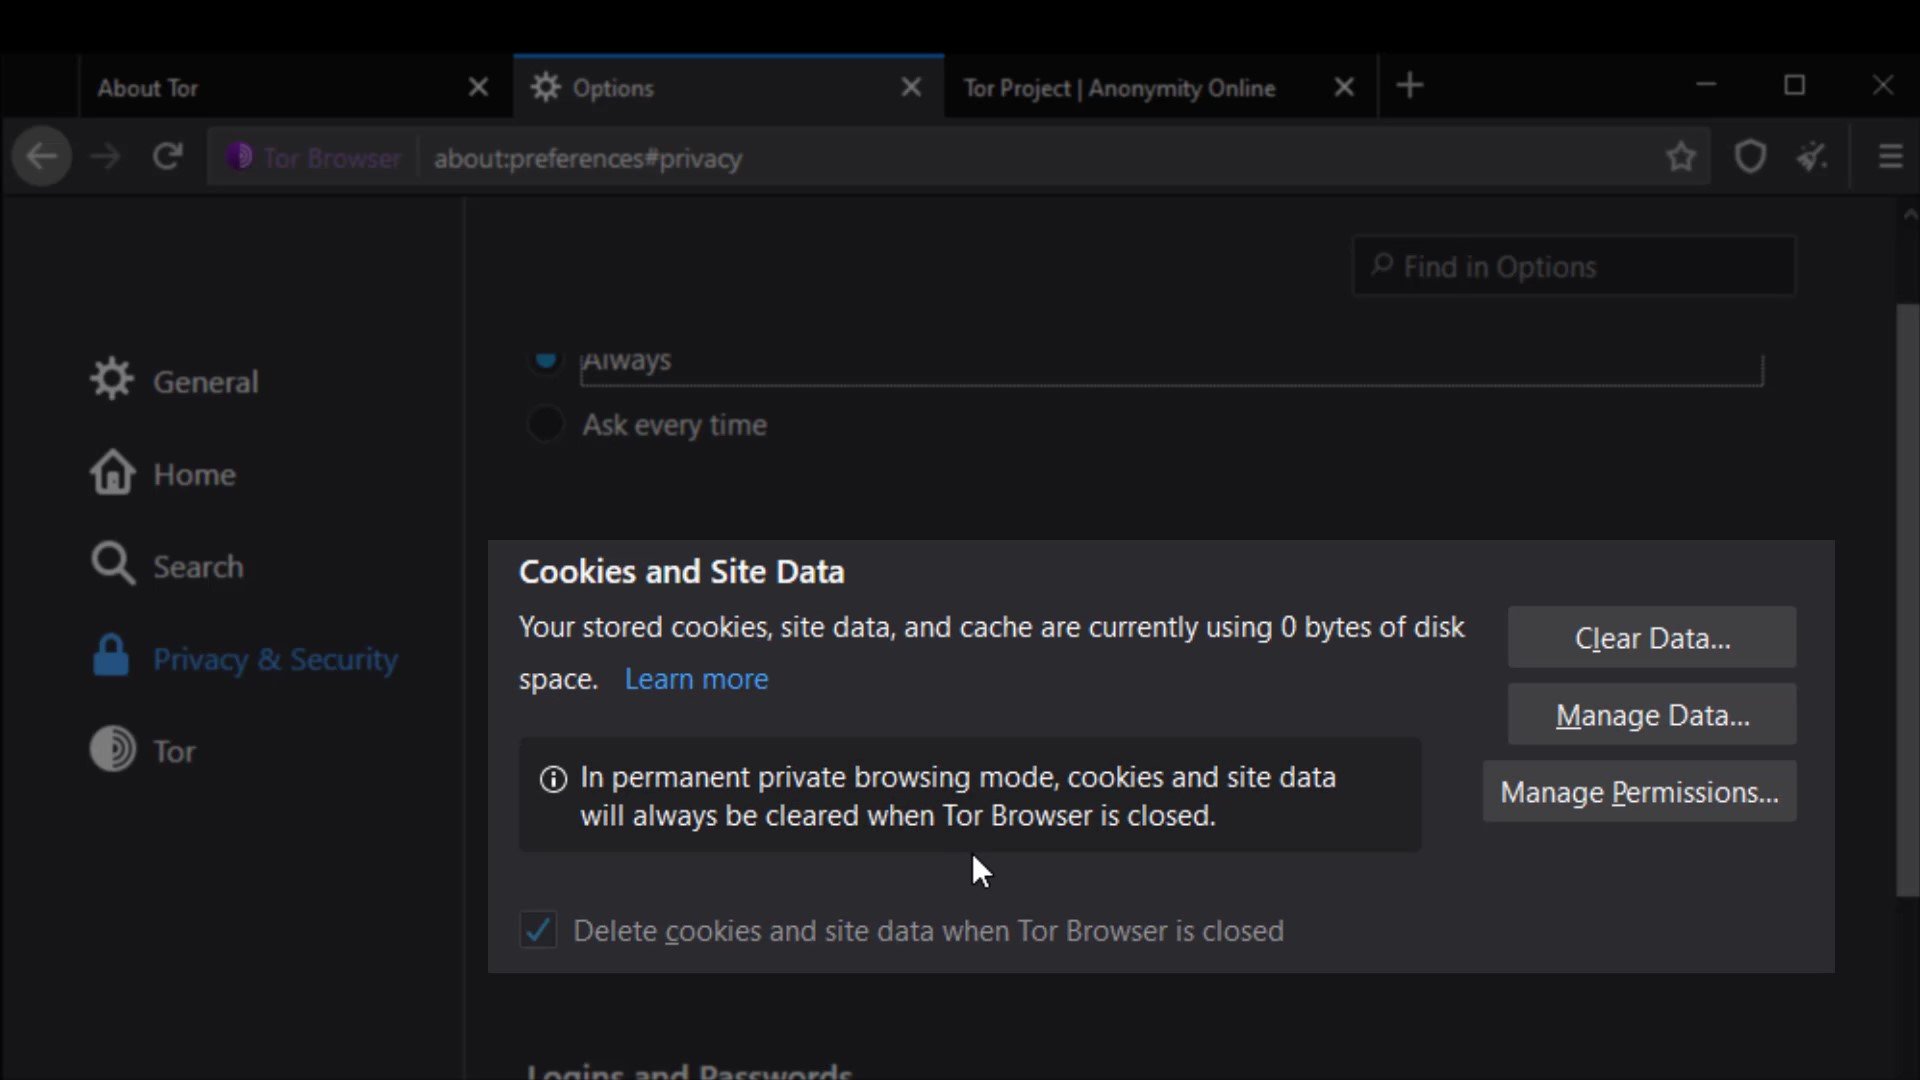 About Tor
Options
Tor Project | Anonymity Online
Tor Browser
about:preferences#privacy
Find in Options
General
Home
Search
Privacy & Security
Tor
Always
Ask every time
Cookies and Site Data
Your stored cookies, site data, and cache are currently using 0 bytes of disk
space. Learn more
Clear Data...
Manage Data...
Manage Permissions...
In permanent private browsing mode, cookies and site data
will always be cleared when Tor Browser is closed.
Delete cookies and site data when Tor Browser is closed
Logins and Passwords